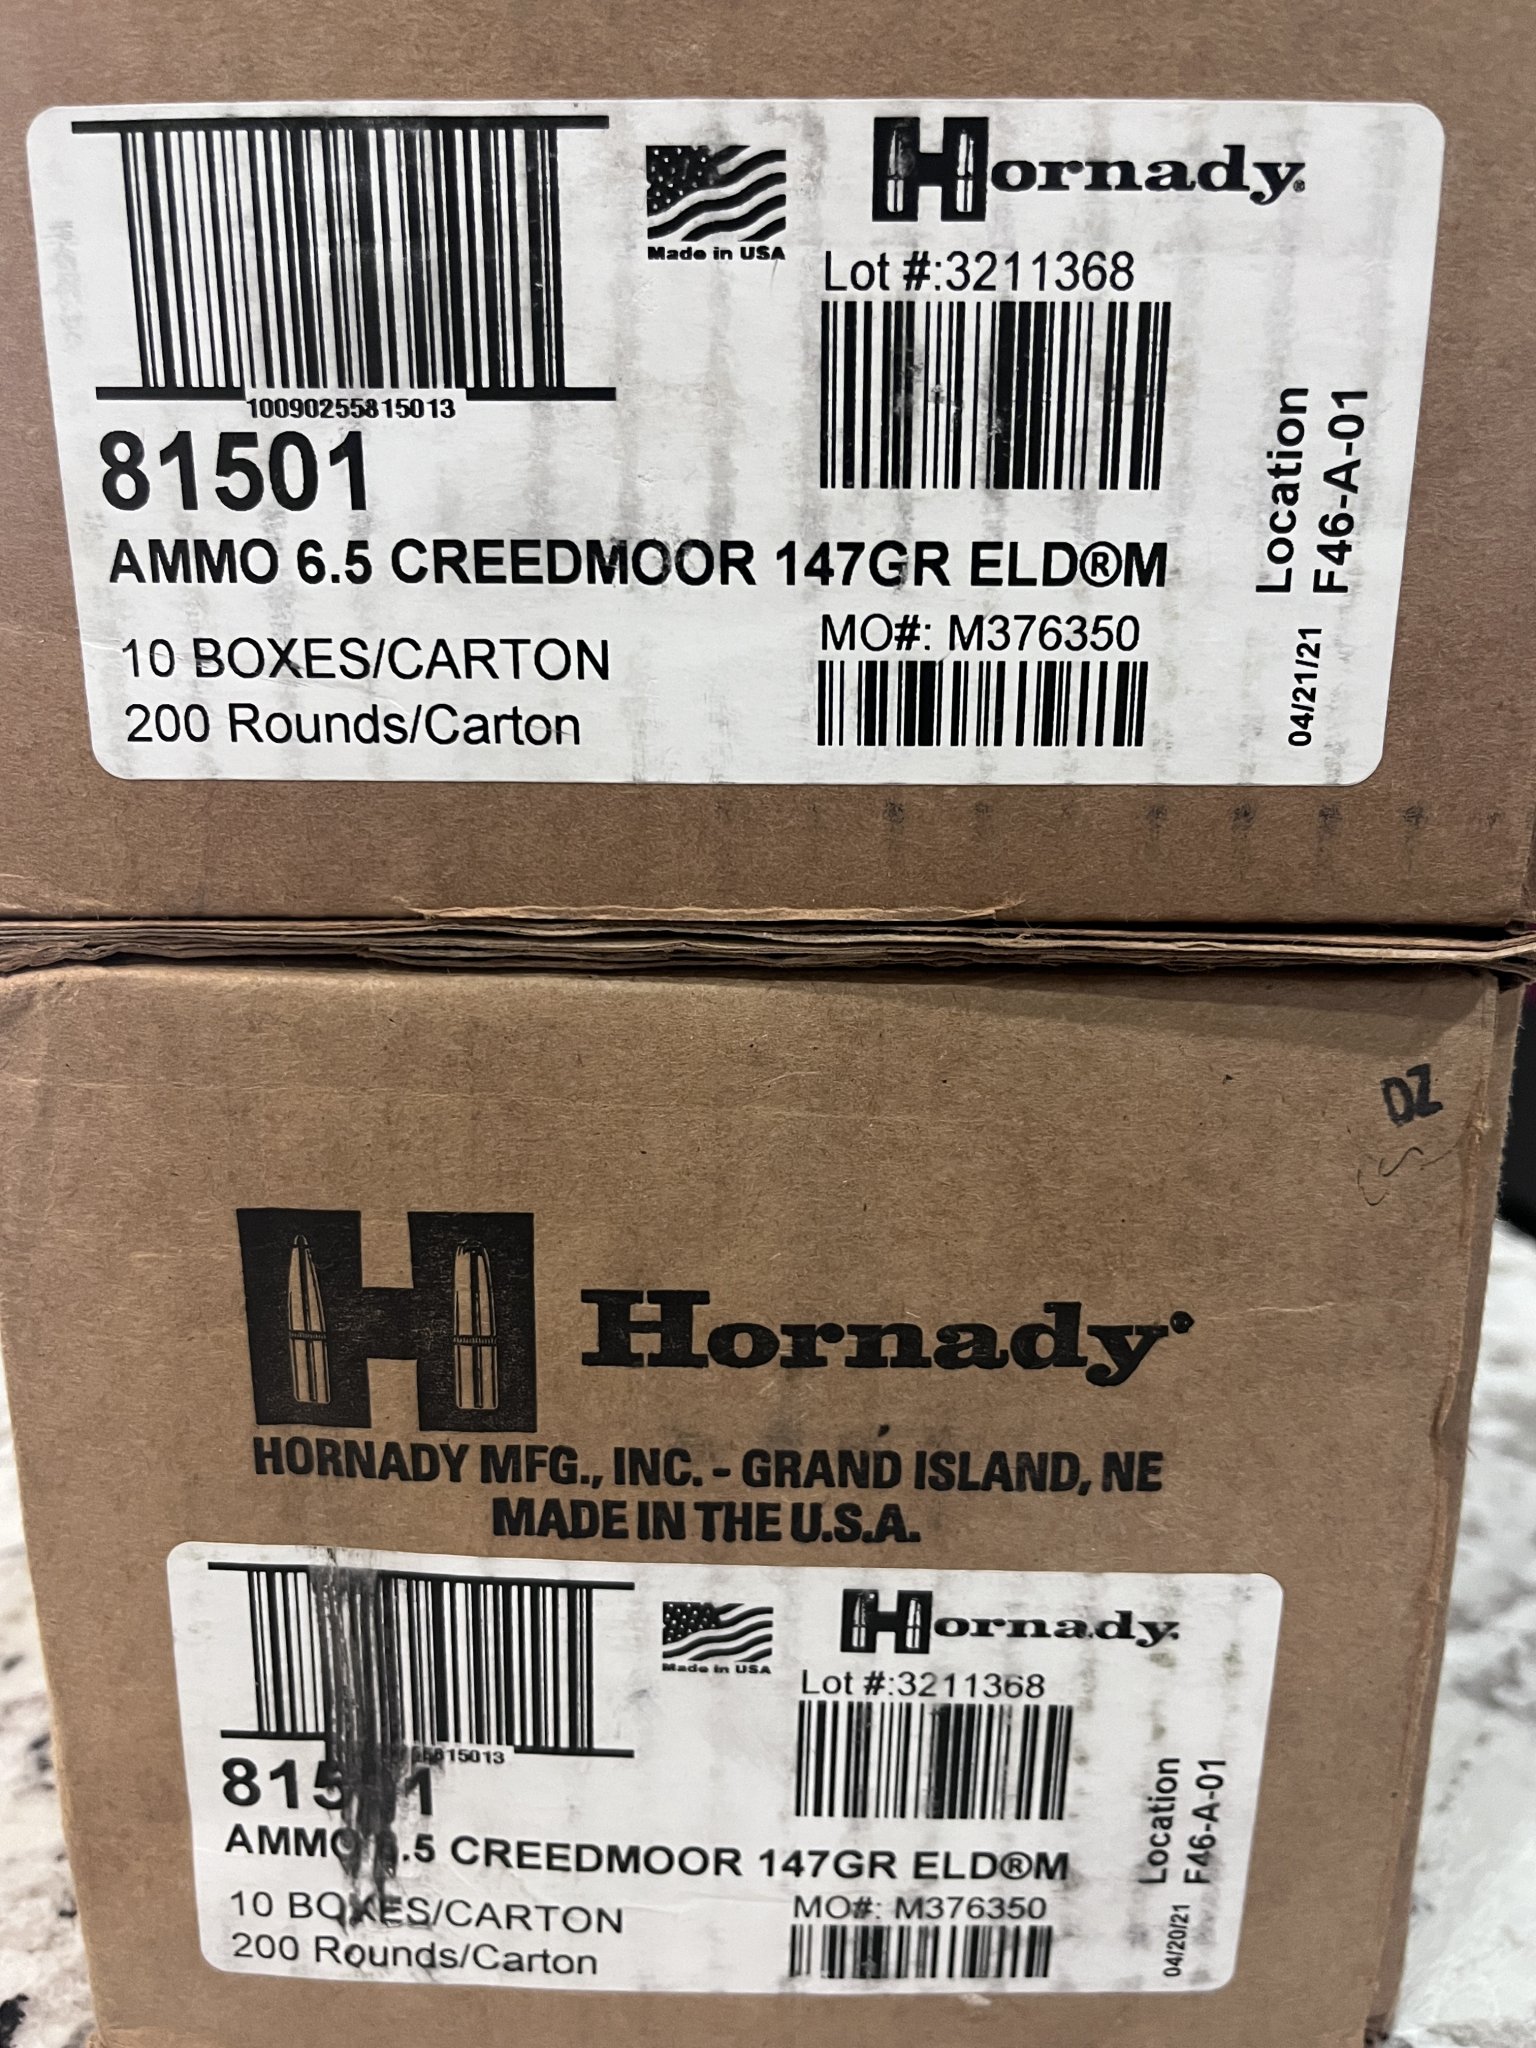 Made in USA
Hornady®
Lot #:3211368
10090255815013
81501
AMMO 6.5 CREEDMOOR 147GR ELD®M
10 BOXES/CARTON
200 Rounds/Carton
MO#: M376350
Location
F46-A-01
04/21/21
DZ
Hornady®
HORNADY MFG., INC. - GRAND ISLAND, NE
MADE IN THE U.S.A.
Made in USA
Hornady.
Lot #:3211368
AMMO 6.5 CREEDMOOR 147GR ELD®M
10 BOXES/CARTON
200 Rounds/Carton
MO#: M376350
Location
F46-A-01
04/20/21